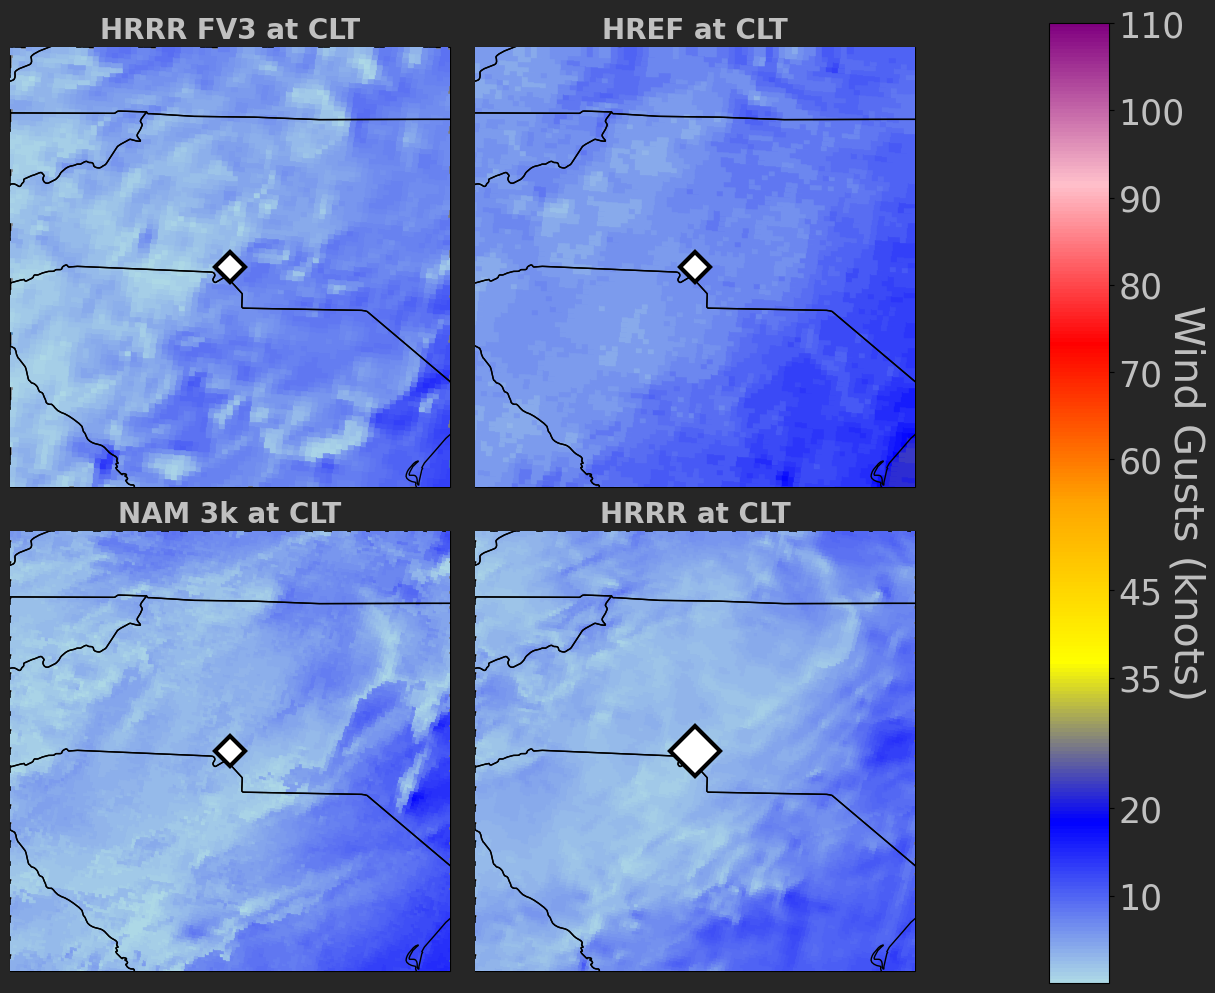 HRRR FV3 at CLT
HREF at CLT
NAM 3k at CLT
HRRR at CLT
110
100
90
80
70
60
45
35
20
10
Wind Gusts (knots)